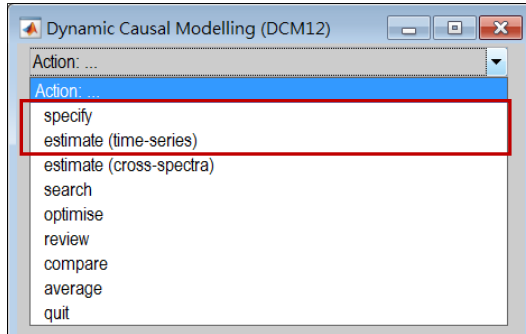 Dynamic Causal Modelling (DCM12)
Action: ...
Action: ...
specify
estimate (time-series)
estimate (cross-spectra)
search
optimise
review
compare
average
quit